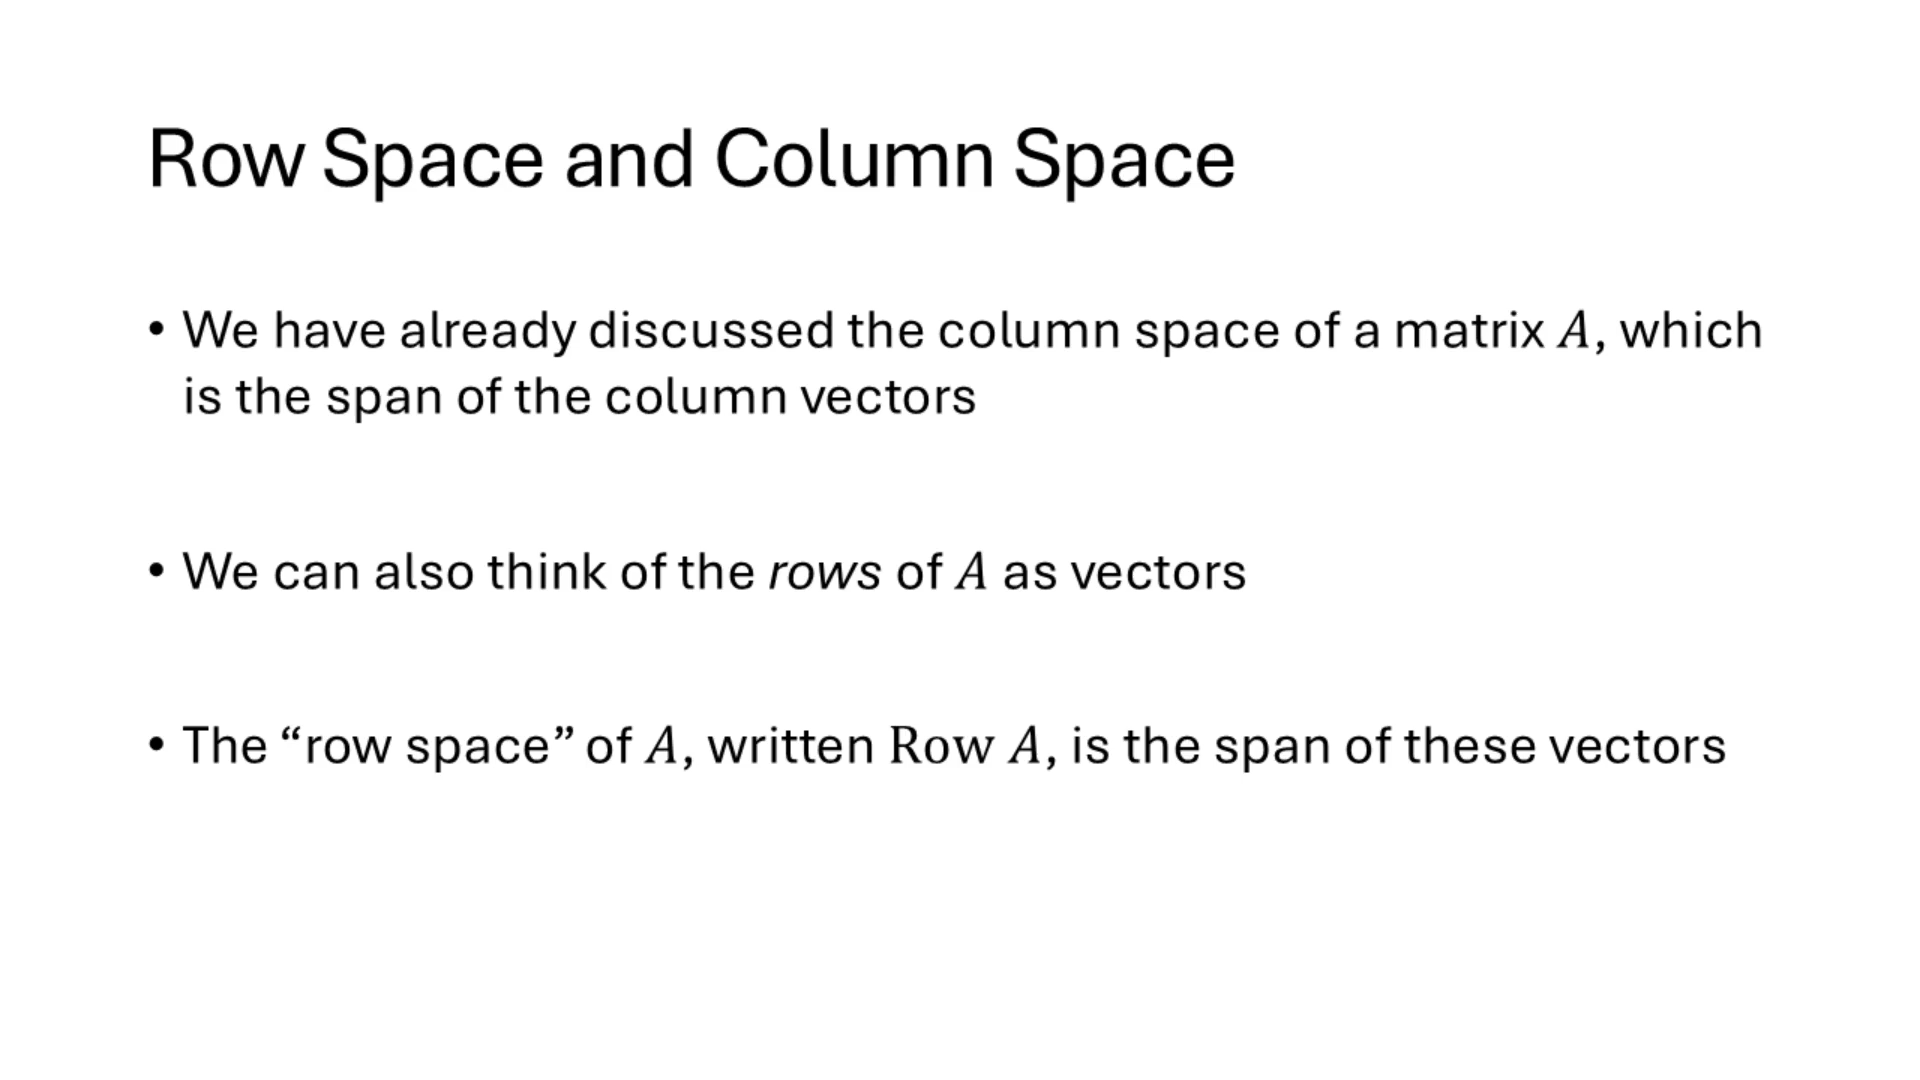 Row Space and Column Space
• We have already discussed the column space of a matrix A, which
is the span of the column vectors
• We can also think of the rows of A as vectors
• The “row space” of A, written Row A, is the span of these vectors